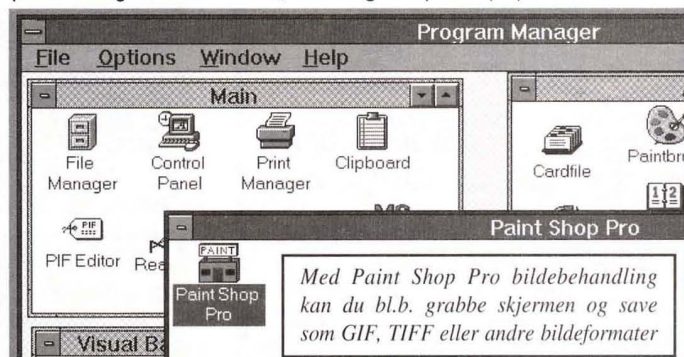 Program Manager
File Options Window Help
Main
File Manager
Control Panel
Print Manager
Clipboard
Cardfile
PIF
PIF Editor
Paint Shop Pro
PAINT
Paint Shop
Pro
Med Paint Shop Pro bildebehandling
kan du bl.b. grabbe skjermen og save
som GIF, TIFF eller andre bildeformater
Visual